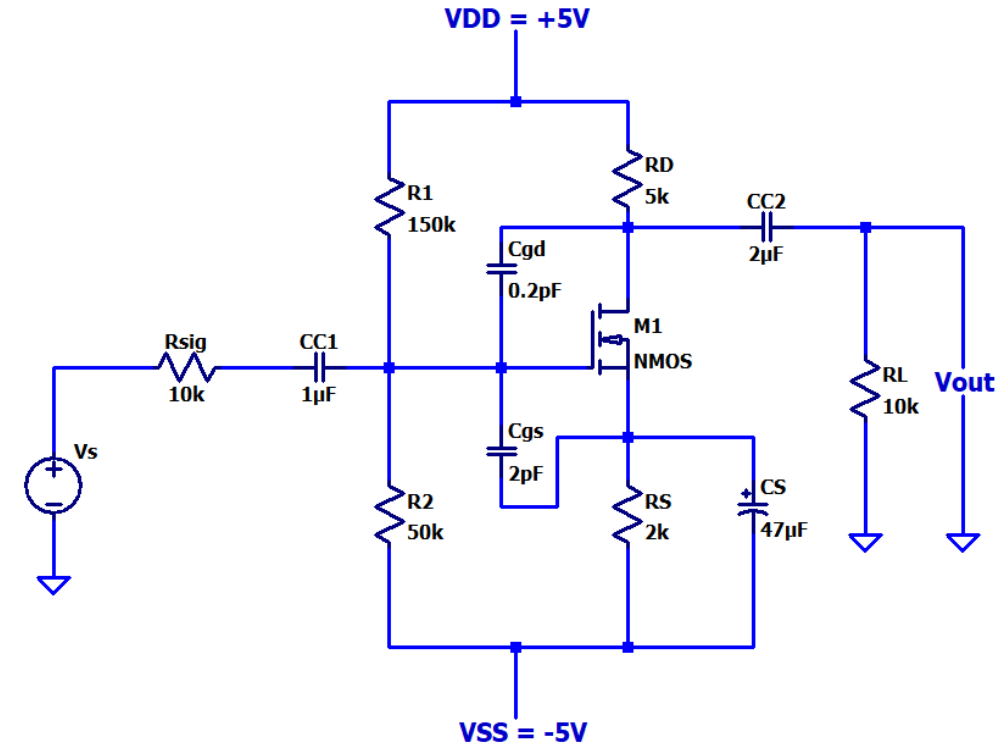 VDD = +5V
RD
5k
R1
150k
CC2
2µF
Cgd
0.2pF
M1
NMOS
Rsig
10k
CC1
1µF
RL
10k
Vout
Vs
Cgs
2pF
R2
50k
RS
2k
CS
47µF
VSS = -5V